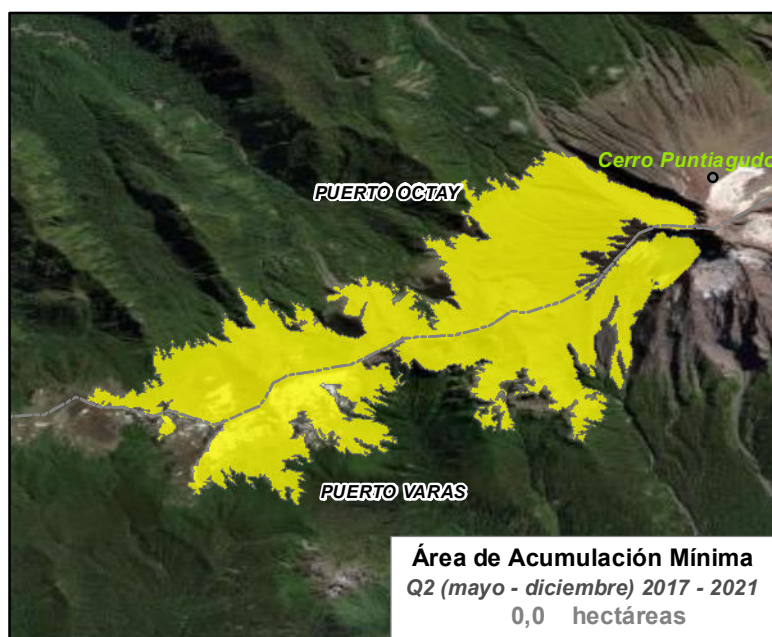 Cerro Puntiagudo
PUERTO OCTAY
PUERTO VARAS
Área de Acumulación Mínima
Q2 (mayo - diciembre) 2017 - 2021
0,0 hectáreas